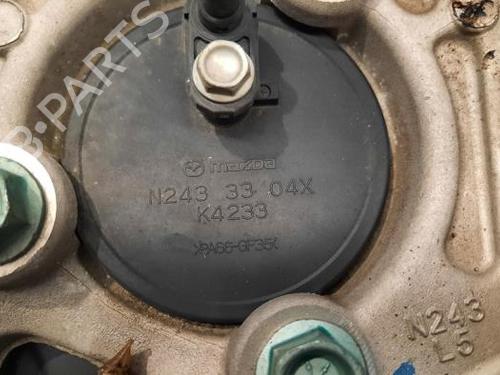 B-PARTS
mazda
N243 33 04X
K4233
>PA66-GF35<
N243
L5